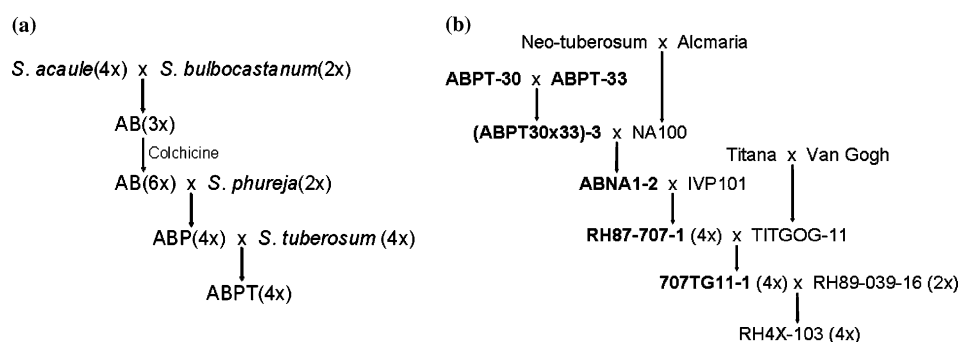 (a)
S. acaule(4x) x S. bulbocastanum(2x)
AB(3x)
Colchicine
AB(6x) x S. phureja(2x)
ABP(4x) x S. tuberosum (4x)
ABPT(4x)
(b)
Neo-tuberosum x Alcmaria
ABPT-30 x ABPT-33
(ABPT30x33)-3 x NA100
Titana x Van Gogh
ABNA1-2 x IVP101
RH87-707-1 (4x) x TITGOG-11
707TG11-1 (4x) x RH89-039-16 (2x)
RH4X-103 (4x)